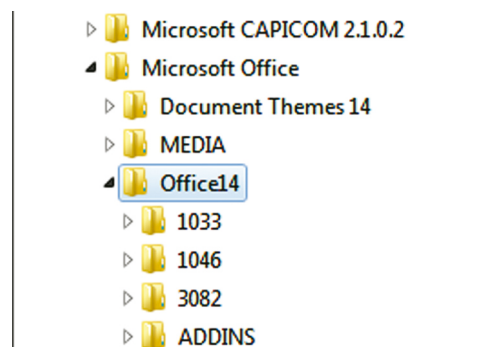 Microsoft CAPICOM 2.1.0.2
Microsoft Office
Document Themes 14
MEDIA
Office14
1033
1046
3082
ADDINS